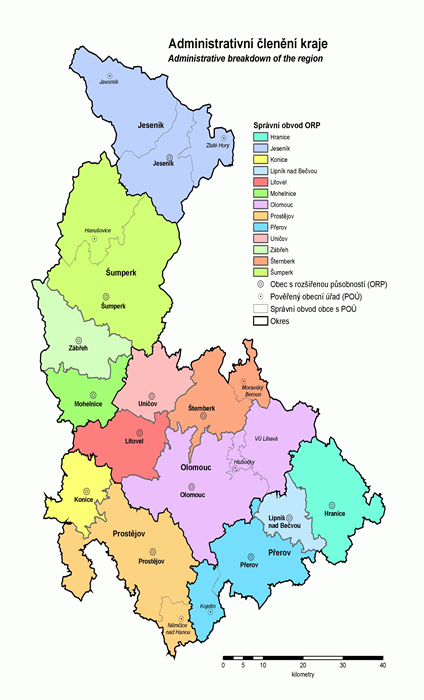 Administrativní členění kraje
Administrative breakdown of the region
Javorník
Jeseník
Zlaté Hory
Jeseník
Správní obvod ORP
Hranice
Jeseník
Konice
Lipník nad Bečvou
Litovel
Mohelnice
Olomouc
Prostějov
Přerov
Uničov
Zábřeh
Šternberk
Šumperk
Obec s rozšířenou působností (ORP)
Pověřený obecní úřad (POÚ)
Správní obvod obce s POÚ
Okres
Hanušovice
Šumperk
Šumperk
Zábřeh
Mohelnice
Uničov
Šternberk
Moravský
Beroun
Litovel
VÚ Libavá
Olomouc
Hlubočky
Olomouc
Konice
Hranice
Lipník
nad Bečvou
Prostějov
Prostějov
Přerov
Přerov
Kojetín
Němčice
nad Hanou
0 5 10 20 30 40
kilometry